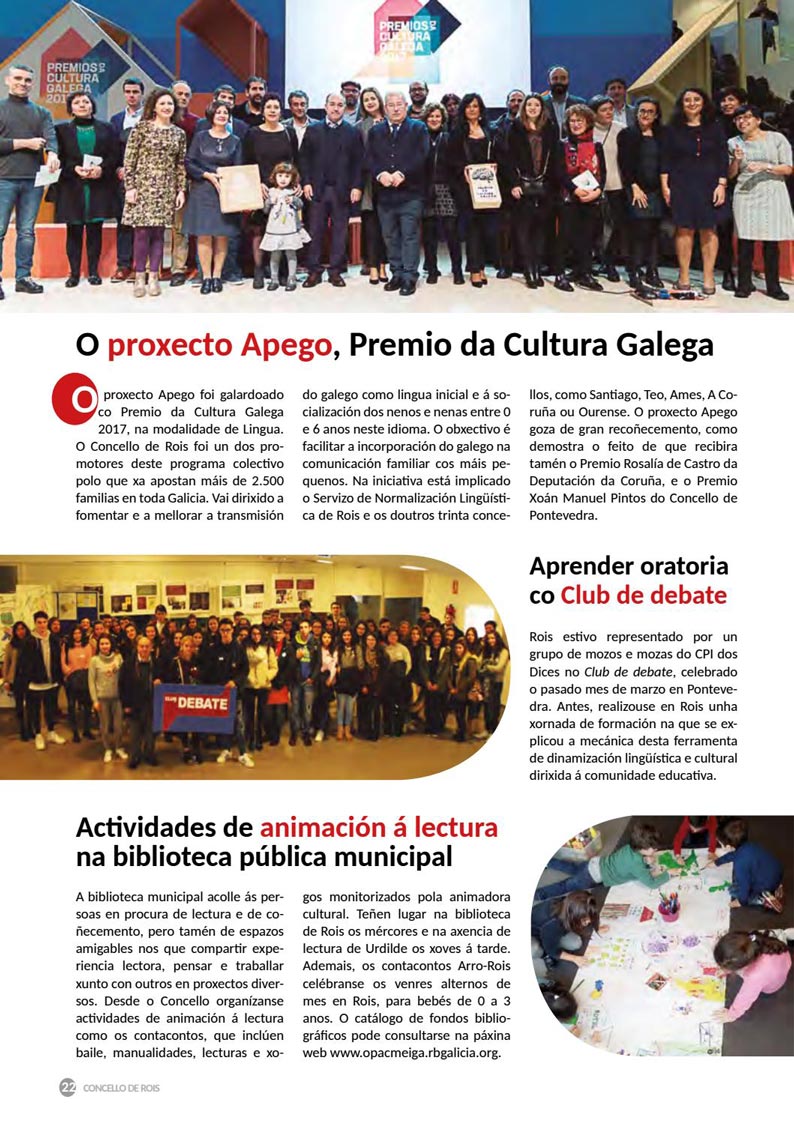 PREMIOS DA
CULTURA
GALEGA
2017
PREMIOS DA
CULTURA
GALEGA
2017
O proxecto Apego, Premio da Cultura Galega
O proxecto Apego foi galardoado
co Premio da Cultura Galega
2017, na modalidade de Lingua.
O Concello de Rois foi un dos pro-
motores deste programa colectivo
polo que xa apostan máis de 2.500
familias en toda Galicia. Vai dirixido a
fomentar e a mellorar a transmisión
do galego como lingua inicial e á so-
cialización dos nenos e nenas entre 0
e 6 anos neste idioma. O obxectivo é
facilitar a incorporación do galego na
comunicación familiar cos máis pe-
quenos. Na iniciativa está implicado
o Servizo de Normalización Lingüísti-
ca de Rois e os doutros trinta conce-
llos, como Santiago, Teo, Ames, A Co-
ruña ou Ourense. O proxecto Apego
goza de gran recoñecemento, como
demostra o feito de que recibira
tamén o Premio Rosalía de Castro da
Deputación da Coruña, e o Premio
Xoán Manuel Pintos do Concello de
Pontevedra.
CLUB DE
DEBATE
Aprender oratoria
co Club de debate
Rois estivo representado por un
grupo de mozos e mozas do CPI dos
Dices no Club de debate, celebrado
o pasado mes de marzo en Ponteve-
dra. Antes, realizouse en Rois unha
xornada de formación na que se ex-
plicou a mecánica desta ferramenta
de dinamización lingüística e cultural
dirixida á comunidade educativa.
Actividades de animación á lectura
na biblioteca pública municipal
A biblioteca municipal acolle ás per-
soas en procura de lectura e de co-
ñecemento, pero tamén de espazos
amigables nos que compartir expe-
riencia lectora, pensar e traballar
xunto con outros en proxectos diver-
sos. Desde o Concello organízanse
actividades de animación á lectura
como os contacontos, que inclúen
baile, manualidades, lecturas e xo-
gos monitorizados pola animadora
cultural. Teñen lugar na biblioteca
de Rois os mércores e na axencia de
lectura de Urdilde os xoves á tarde.
Ademais, os contacontos Arro-Rois
celébranse os venres alternos de
mes en Rois, para bebés de 0 a 3
anos. O catálogo de fondos biblio-
gráficos pode consultarse na páxina
web www.opacmeiga.rbgalicia.org.
22 CONCELLO DE ROIS